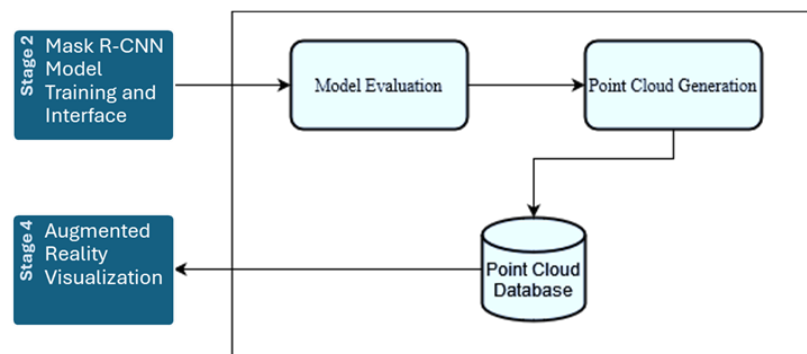 Stage 2
Mask R-CNN
Model
Training and
Interface
Model Evaluation
Point Cloud Generation
Stage 4
Augmented
Reality
Visualization
Point Cloud
Database